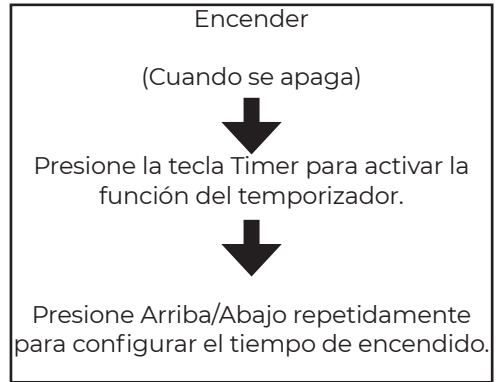 Encender
(Cuando se apaga)
Presione la tecla Timer para activar la
función del temporizador.
Presione Arriba/Abajo repetidamente
para configurar el tiempo de encendido.